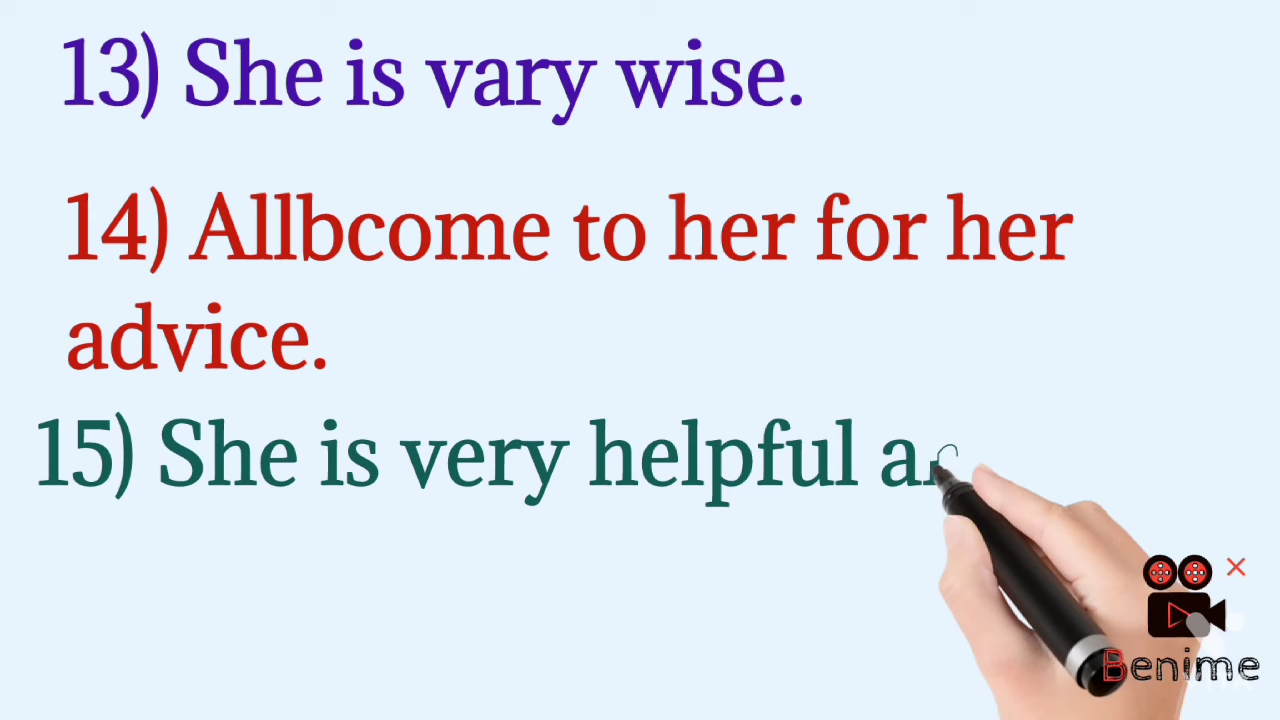 13) She is vary wise.
14) Allbcome to her for her
advice.
15) She is very helpful
Benime